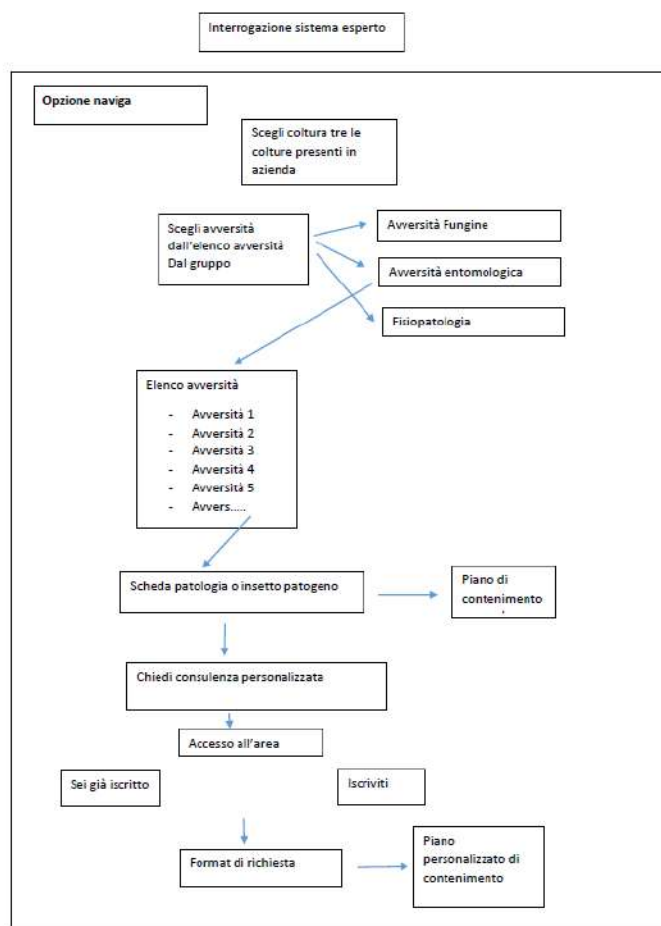 Interrogazione sistema esperto
Opzione naviga
Scegli coltura tre le
colture presenti in
azienda
Scegli avversità
dall'elenco avversità
Dal gruppo
Avversità Fungine
Avversità entomologica
Fisiopatologia
Elenco avversità
- Avversità 1
- Avversità 2
- Avversità 3
- Avversità 4
- Avversità 5
- Avvers.....
Scheda patologia o insetto patogeno
Piano di
contenimento
Chiedi consulenza personalizzata
Accesso all'area
Sei già iscritto
Iscriviti
Format di richiesta
Piano
personalizzato di
contenimento